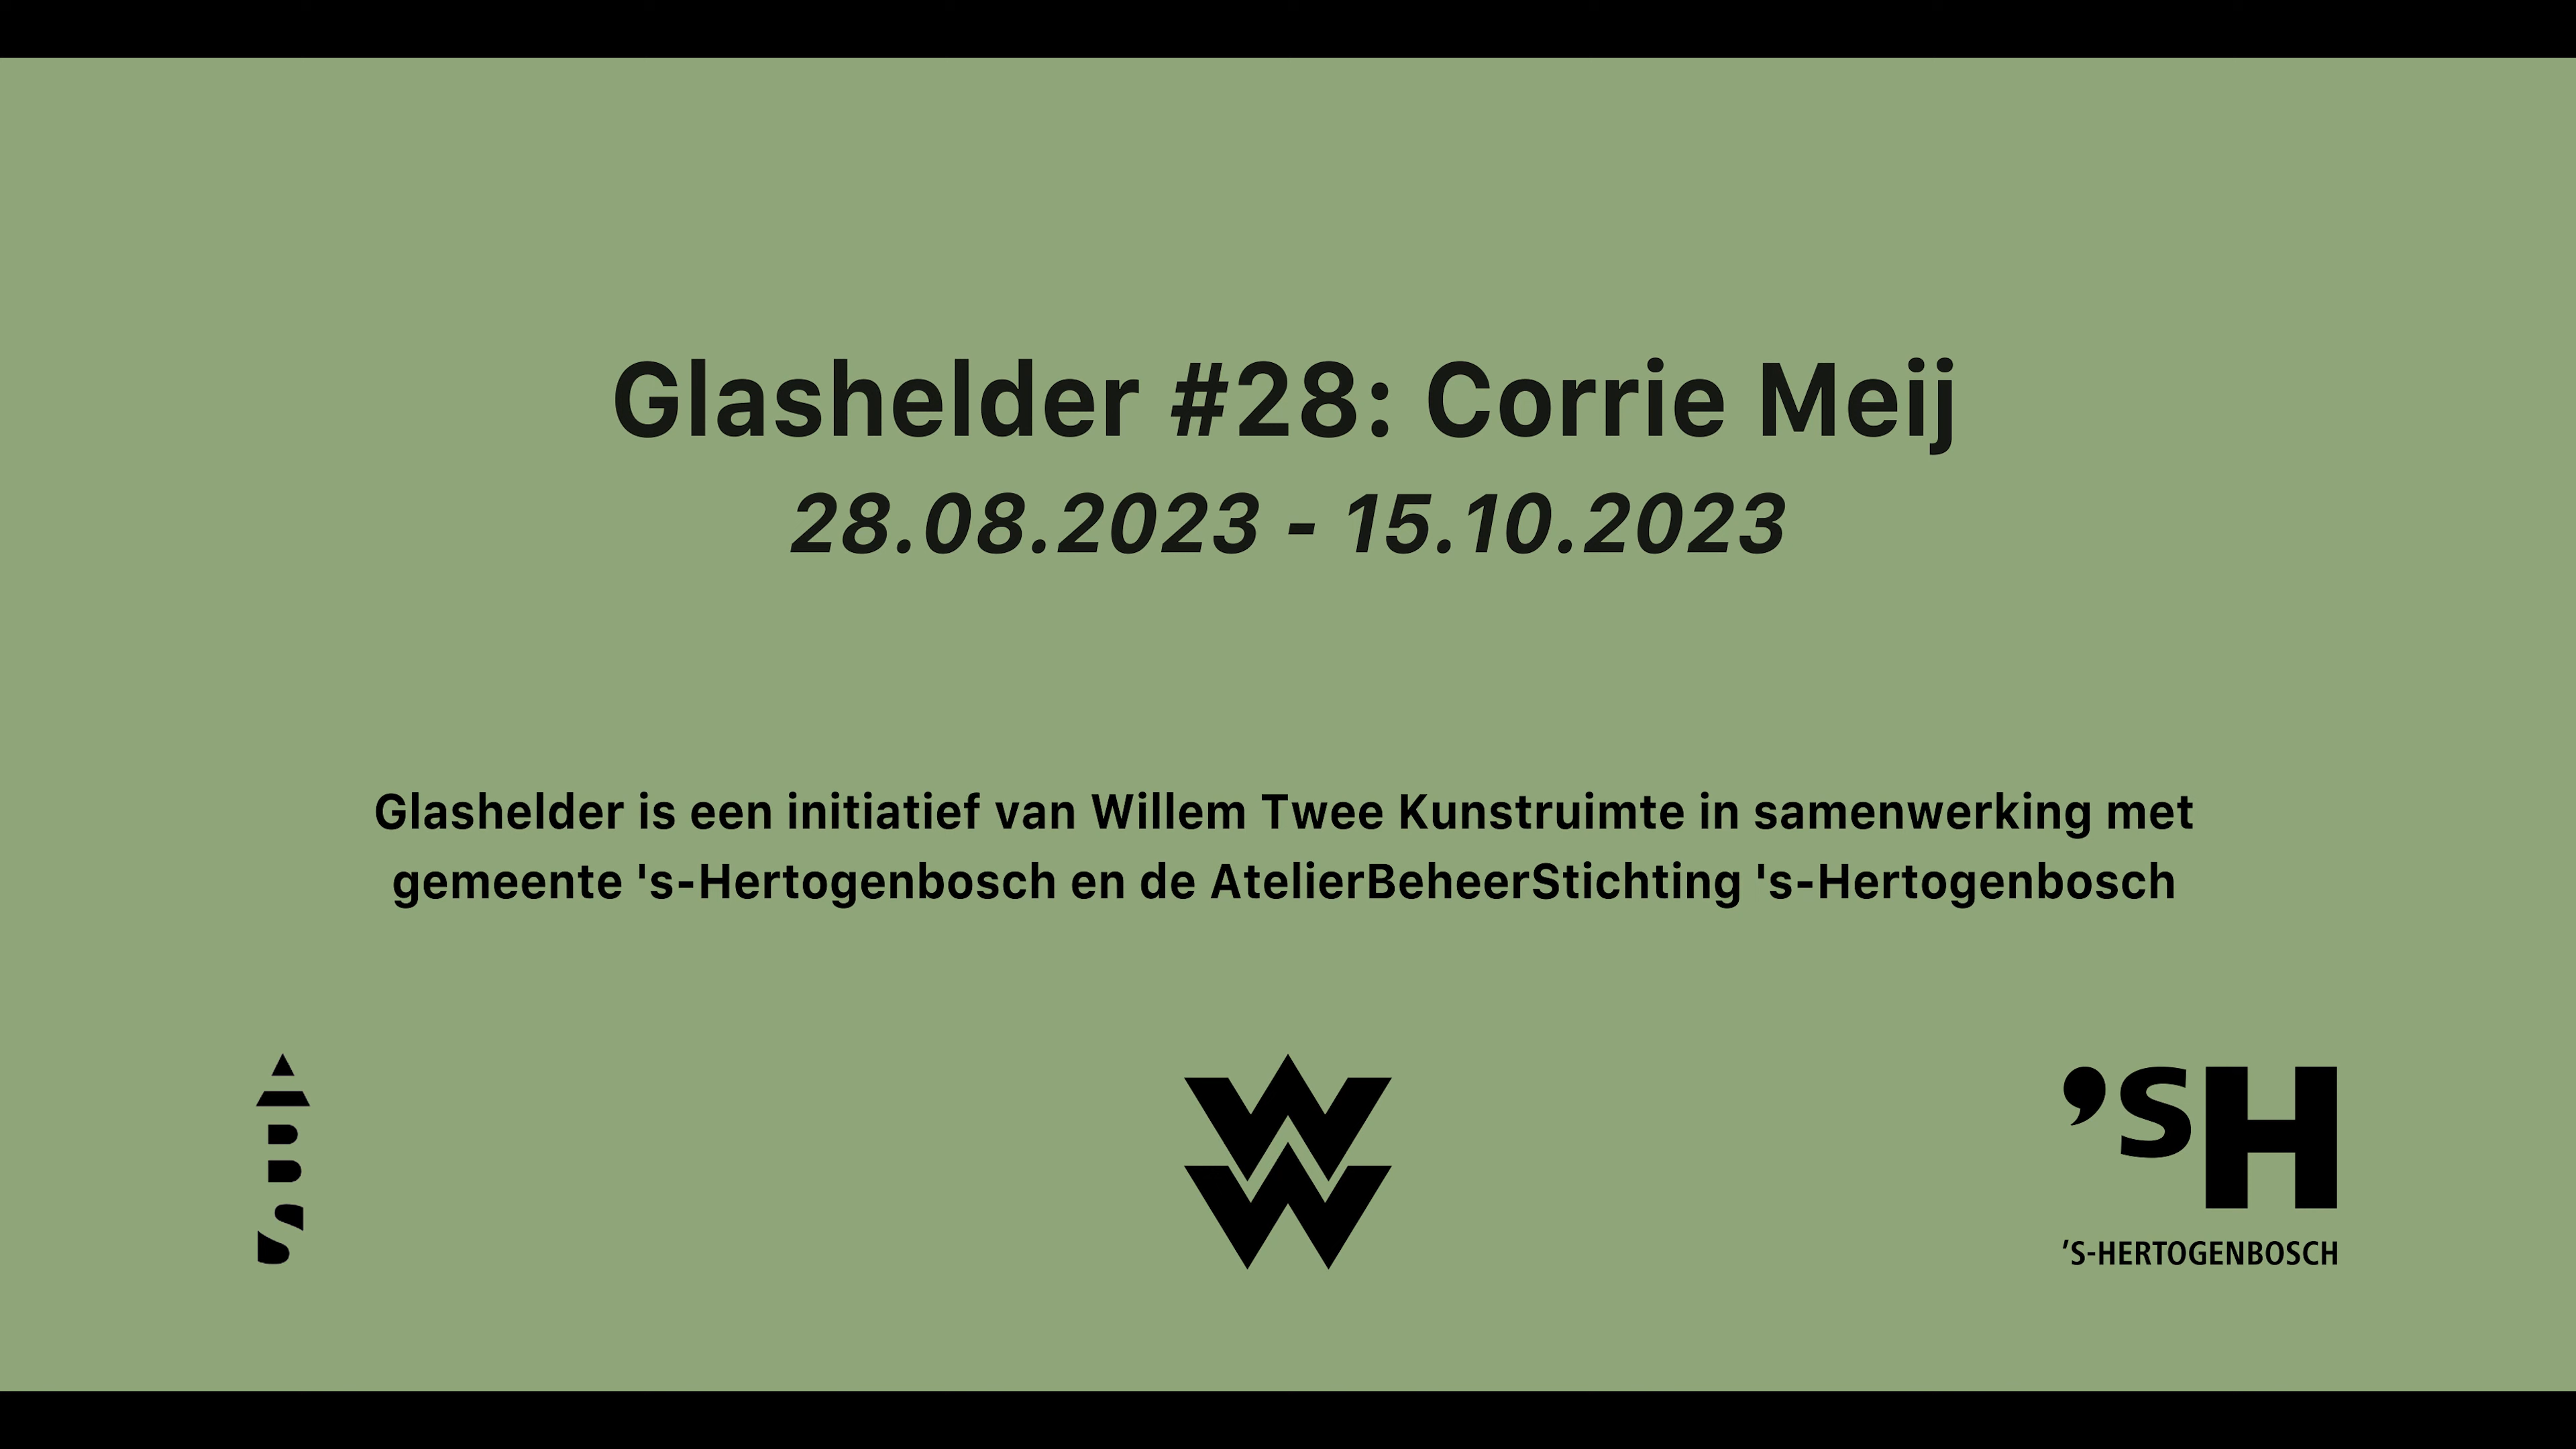 Glashelder #28: Corrie Meij
28.08.2023 - 15.10.2023
Glashelder is een initiatief van Willem Twee Kunstruimte in samenwerking met
gemeente 's-Hertogenbosch en de AtelierBeheerStichting 's-Hertogenbosch
ABS
W
W
'SH
'S-HERTOGENBOSCH